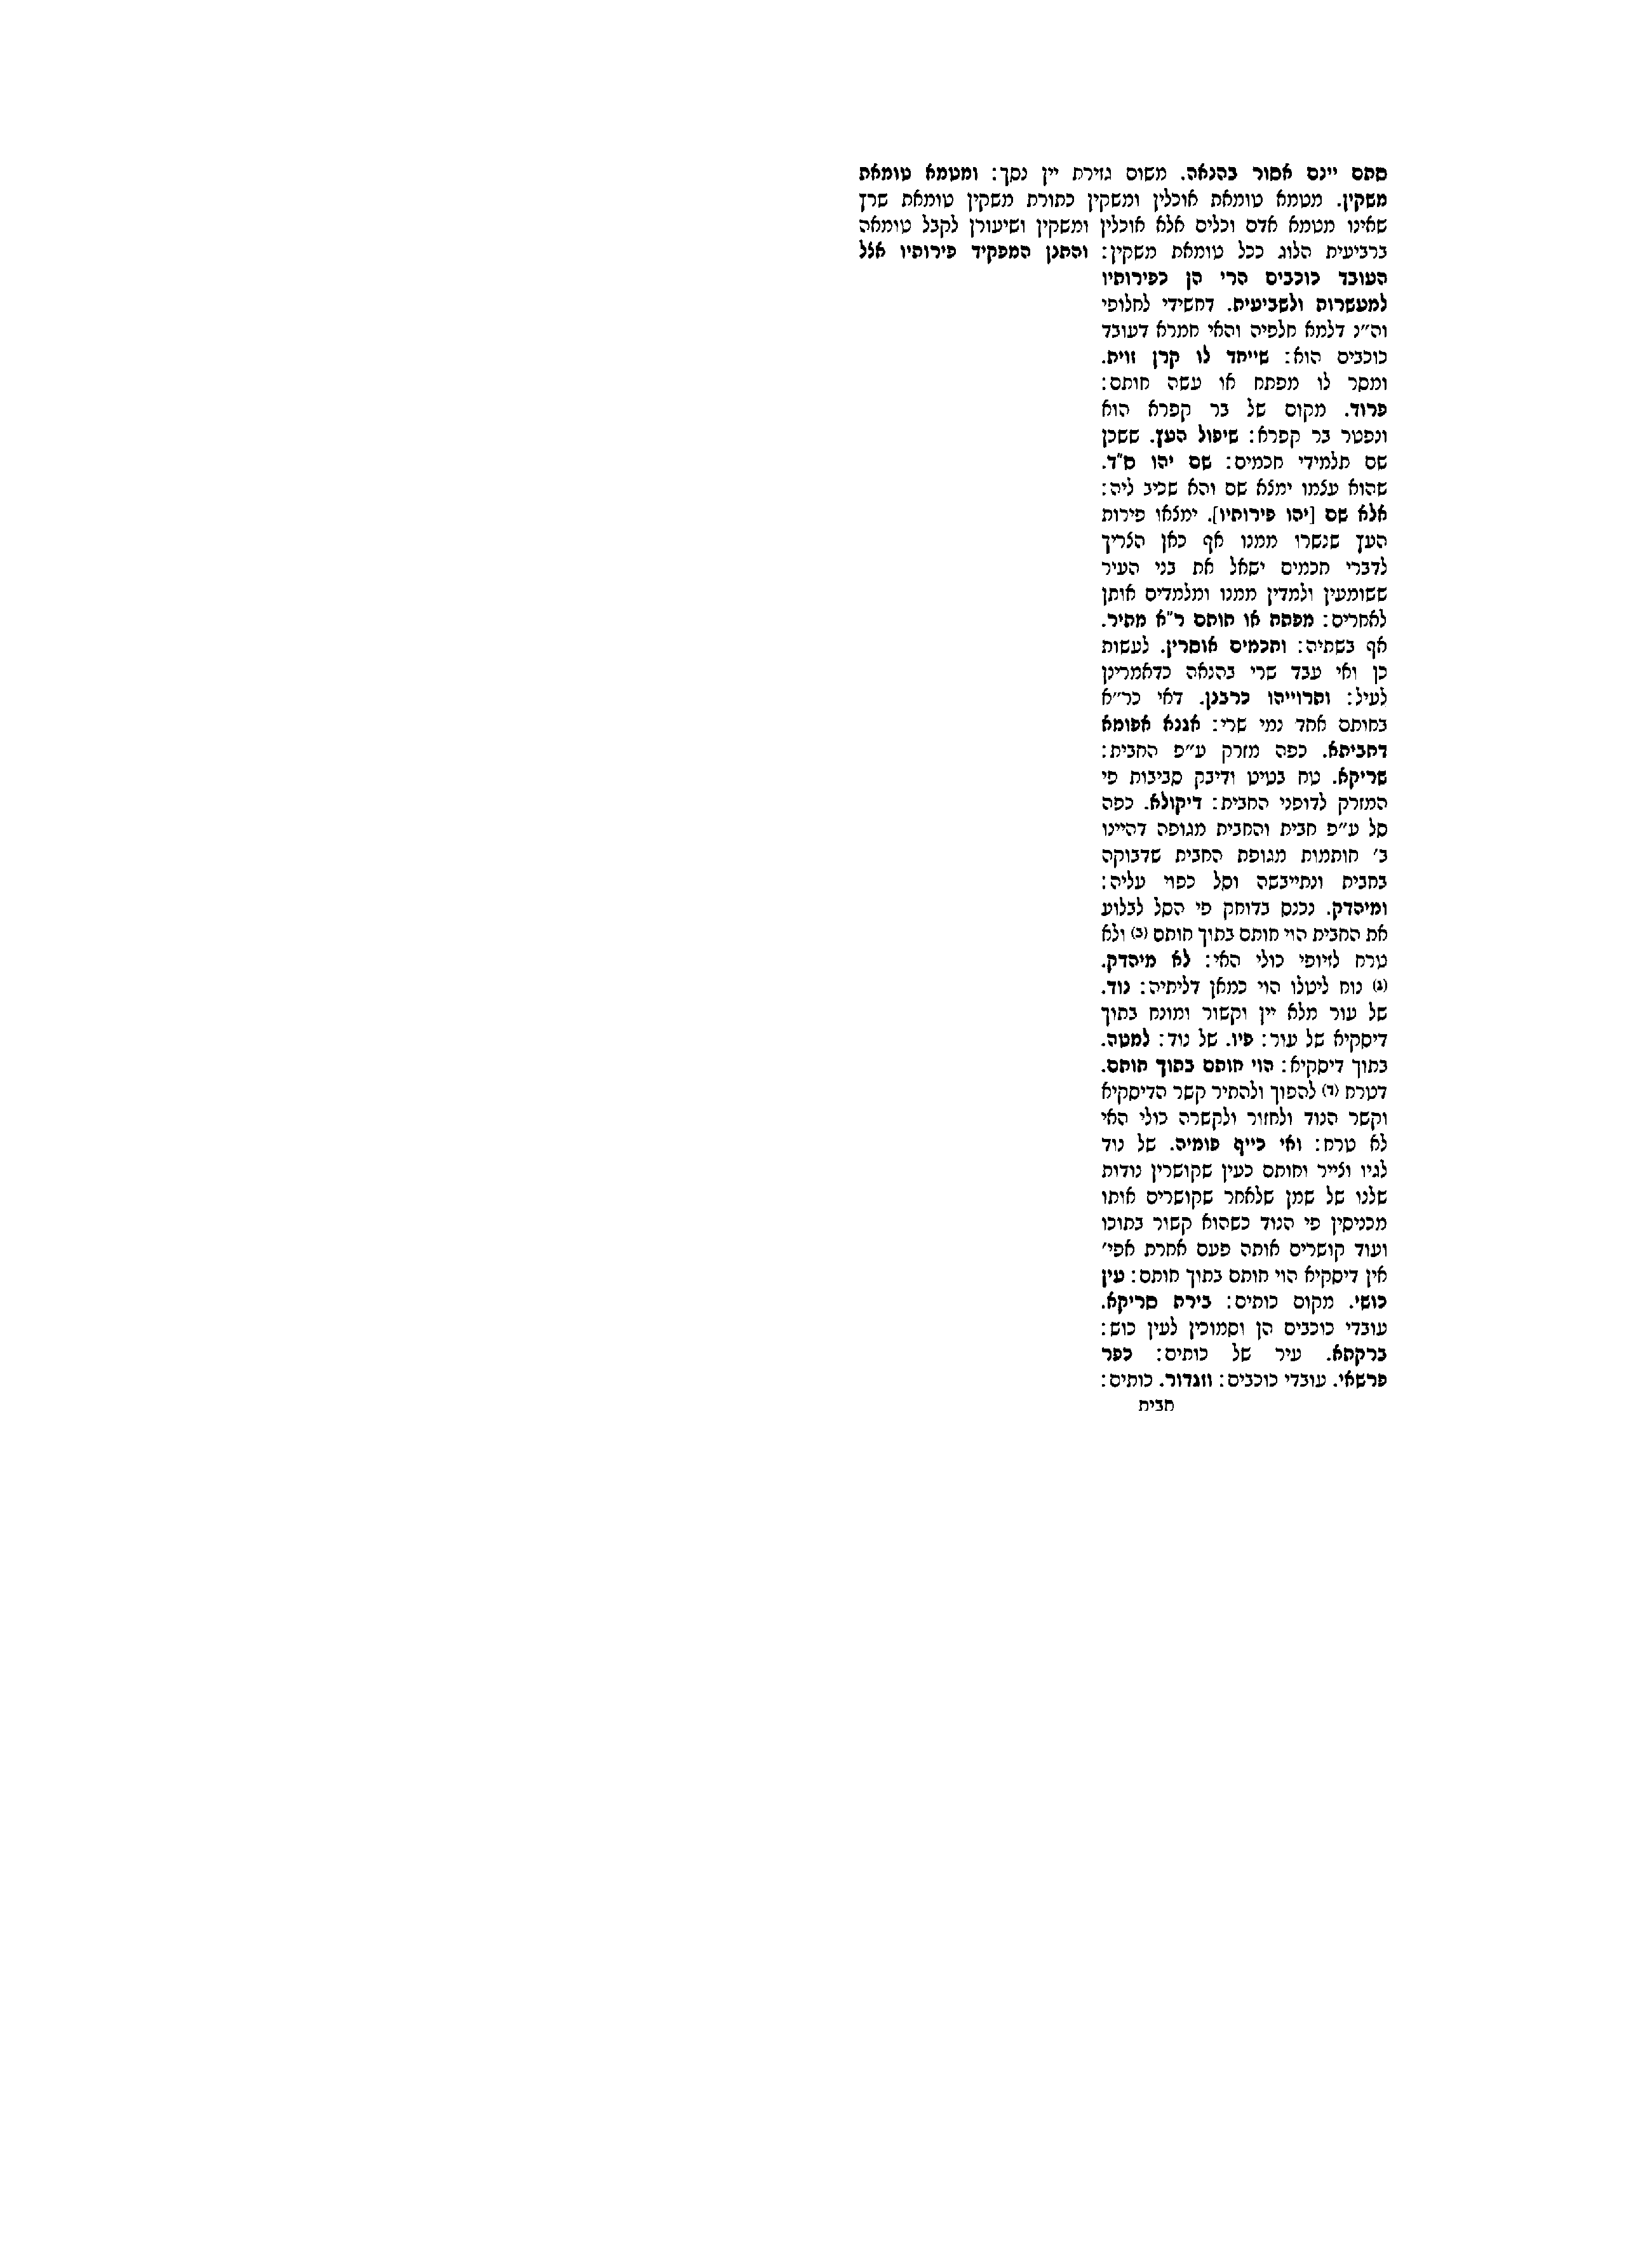 סתם יינם אסור בהנאה. משום גזירת יין נסך: ומטמא טומאת
משקין. מטמא טומאת אוכלין ומשקין כתורת משקין טומאת שרץ
שאינו מטמא אדם וכלים אלא אוכלין ומשקין ושיעורן לקבל טומאה
ברביעית הלוג ככל טומאת משקין: והתנן המפקיד פירותיו אצל
העובד כוכבים הרי הן כפירותיו
למעשרות ולשביעית. דחשידי לחלופי
וה״נ דלמא חלפיה והאי חמרא דעובד
כוכבים הוא: שייחד לו קרן זוית.
ומסר לו מפתח או עשה חותם:
פרוד. מקום של בר קפרא הוא
ונפטר בר קפרא: שיפול העץ. ששכן
שם תלמידי חכמים: שם יהו ס״ד.
שהוא עצמו ימצא שם והא שכיב ליה:
אלא שם [יהו פירותיו]. ימצאו פירות
העץ שנשרו ממנו אף כאן הצריך
לדברי חכמים ישאל את בני העיר
ששומעין ולמדין ממנו ומלמדים אותן
לאחרים: מפתח או חותם ר״א מתיר.
אף בשתיה: וחכמים אוסרין. לעשות
כן ואי עבד שרי בהנאה כדאמרינן
לעיל: ותרוייהו כרבנן. דאי כר״א
בחותם אחד נמי שרי: אגנא אפומא
דחביתא. כפה מזרק ע״פ החבית:
שריקא. טח בטיט ודיבק סביבות פי
המזרק לדופני החבית: דיקולא. כפה
סל ע״פ חבית והחבית מגופה דהיינו
ב׳ חותמות מגופת החבית שדבוקה
בחבית ונתייבשה וסל כפוי עליה:
ומיהדק. נכנס בדוחק פי הסל לבלוע
את החבית הוי חותם בתוך חותם (ב) ולא
טרח לזיופי כולי האי: לא מיהדק.
(ג) נוח ליטלו הוי כמאן דליתיה: נוד.
של עור מלא יין וקשור ומונח בתוך
דיסקיא של עור: פיו. של נוד: למטה.
בתוך דיסקיא: הוי חותם בתוך חותם.
דטרח (ד) להפוך ולהתיר קשר הדיסקיא
וקשר הנוד ולחזור ולקשרה כולי האי
לא טרח: ואי כייף פומיה. של נוד
לגיו וצייר וחותם כעין שקושרין נודות
שלנו של שמן שלאחר שקושרים אותו
מכניסין פי הנוד כשהוא קשור בתוכו
ועוד קושרים אותה פעם אחרת אפי׳
אין דיסקיא הוי חותם בתוך חותם: עין
כושי. מקום כותים: בירת סריקא.
עובדי כוכבים הן וסמוכין לעין כוש:
ברקתא. עיר של כותים: כפר
פרשאי. עובדי כוכבים: וזגדור. כותים:
חבית